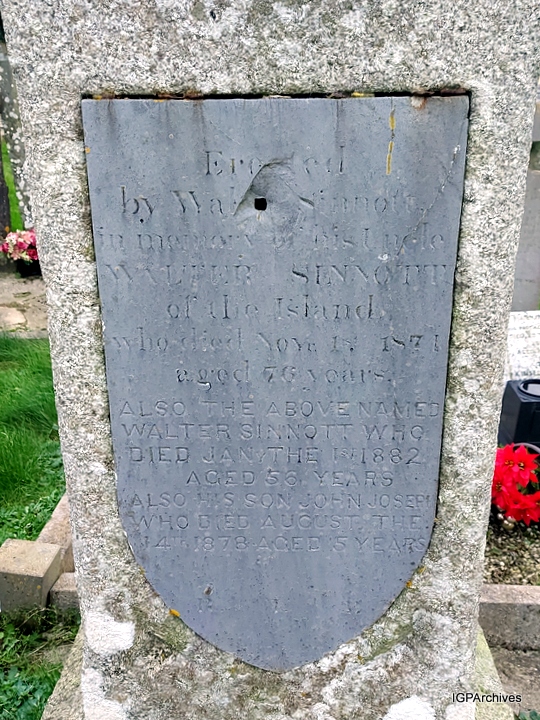 Erected
by Walter Sinnott
in memory of his Uncle
WALTER SINNOTT
of the Island,
who died Novr. 18, 1871
aged 76 years.
ALSO THE ABOVE NAMED
WALTER SINNOTT WHO
DIED JANY THE 1ST 1882
AGED 56 YEARS
ALSO HIS SON JOHN JOSEPH
WHO DIED AUGUST THE
14TH 1878 AGED 15 YEARS
IGPArchives